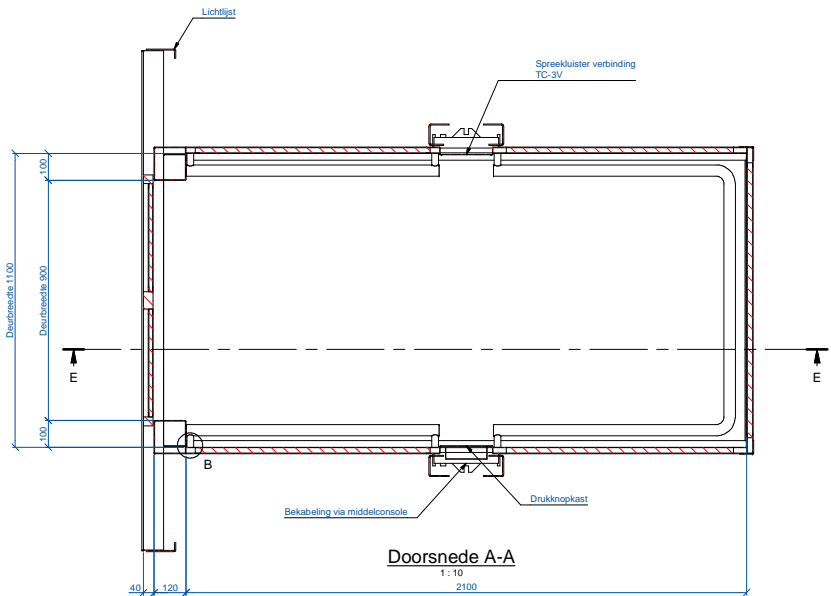 Lichtlijst
Spreekluister verbinding
TC-3V
100
Deurbreedte 1100
Deurbreedte 900
E
E
100
B
Bekabeling via middelconsole
Drukknopkast
Doorsnede A-A
1 : 10
40
120
2100